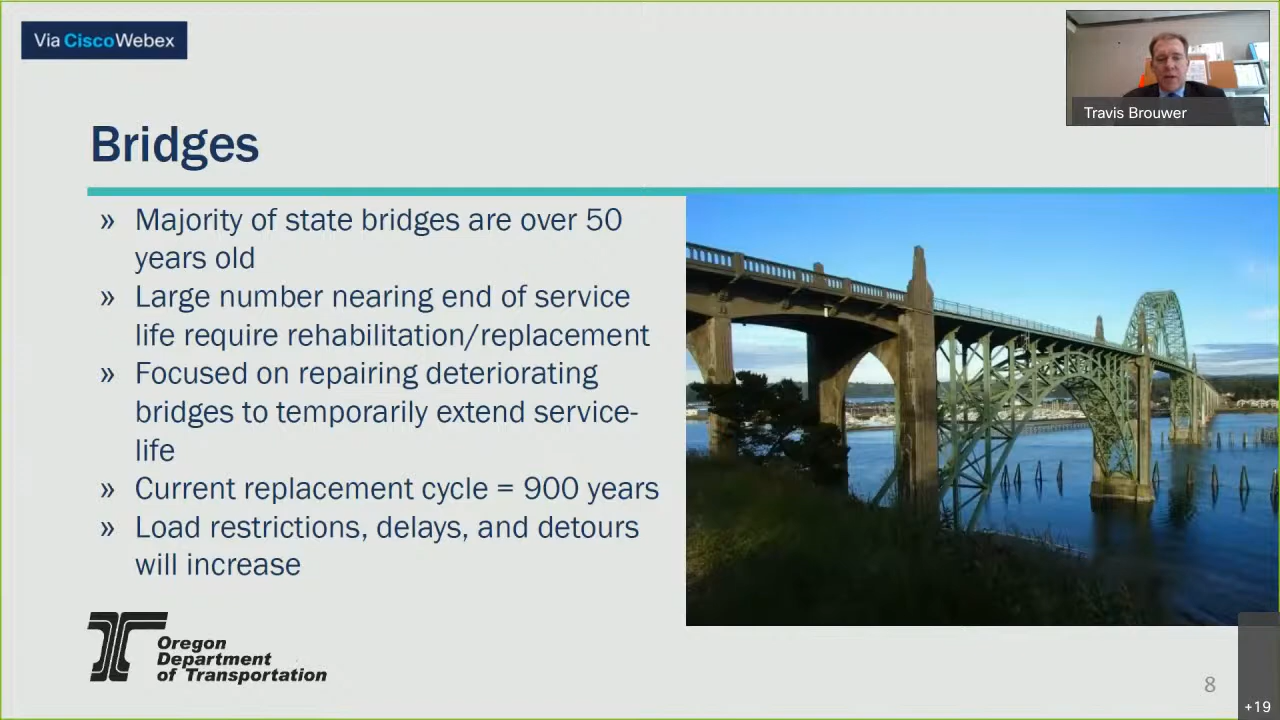 Via CiscoWebex
Travis Brouwer
Bridges
» Majority of state bridges are over 50
years old
» Large number nearing end of service
life require rehabilitation/replacement
» Focused on repairing deteriorating
bridges to temporarily extend service-
life
» Current replacement cycle = 900 years
» Load restrictions, delays, and detours
will increase
Oregon
Department
of Transportation
8
+19